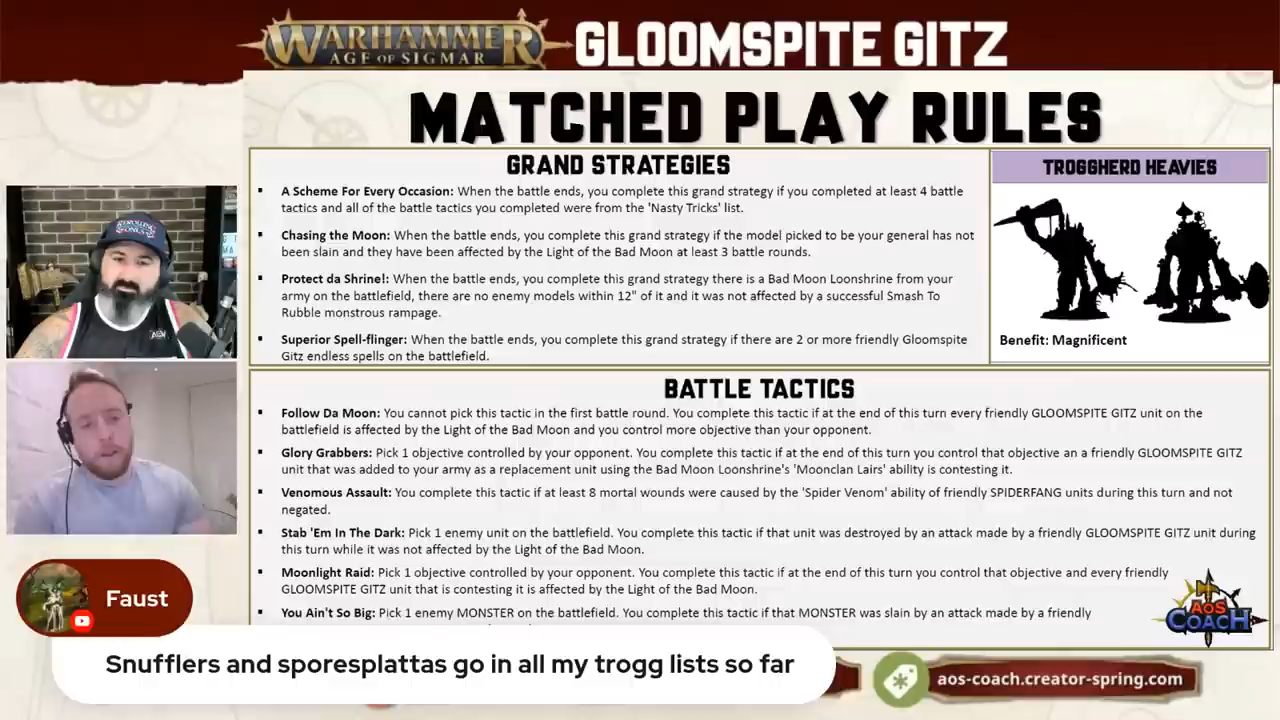 WARHAMMER
AGE OF SIGMAR
GLOOMSPITE GITZ
MATCHED PLAY RULES
GRAND STRATEGIES
▪ A Scheme For Every Occasion: When the battle ends, you complete this grand strategy if you completed at least 4 battle
tactics and all of the battle tactics you completed were from the 'Nasty Tricks' list.
▪ Chasing the Moon: When the battle ends, you complete this grand strategy if the model picked to be your general has not
been slain and they have been affected by the Light of the Bad Moon at least 3 battle rounds.
▪ Protect da Shrine!: When the battle ends, you complete this grand strategy there is a Bad Moon Loonshrine from your
army on the battlefield, there are no enemy models within 12" of it and it was not affected by a successful Smash To
Rubble monstrous rampage.
▪ Superior Spell-flinger: When the battle ends, you complete this grand strategy if there are 2 or more friendly Gloomspite
Gitz endless spells on the battlefield.
TROGGHERD HEAVIES
Benefit: Magnificent
BATTLE TACTICS
▪ Follow Da Moon: You cannot pick this tactic in the first battle round. You complete this tactic if at the end of this turn every friendly GLOOMSPITE GITZ unit on the
battlefield is affected by the Light of the Bad Moon and you control more objective than your opponent.
▪ Glory Grabbers: Pick 1 objective controlled by your opponent. You complete this tactic if at the end of this turn you control that objective an a friendly GLOOMSPITE GITZ
unit that was added to your army as a replacement unit using the Bad Moon Loonshrine's 'Moonclan Lairs' ability is contesting it.
▪ Venomous Assault: You complete this tactic if at least 8 mortal wounds were caused by the 'Spider Venom' ability of friendly SPIDERFANG units during this turn and not
negated.
▪ Stab 'Em In The Dark: Pick 1 enemy unit on the battlefield. You complete this tactic if that unit was destroyed by an attack made by a friendly GLOOMSPITE GITZ unit during
this turn while it was not affected by the Light of the Bad Moon.
▪ Moonlight Raid: Pick 1 objective controlled by your opponent. You complete this tactic if at the end of this turn you control that objective and every friendly
GLOOMSPITE GITZ unit that is contesting it is affected by the Light of the Bad Moon.
▪ You Ain't So Big: Pick 1 enemy MONSTER on the battlefield. You complete this tactic if that MONSTER was slain by an attack made by a friendly
AoS
COACH
Faust
Snufflers and sporesplattas go in all my trogg lists so far
aos-coach.creator-spring.com